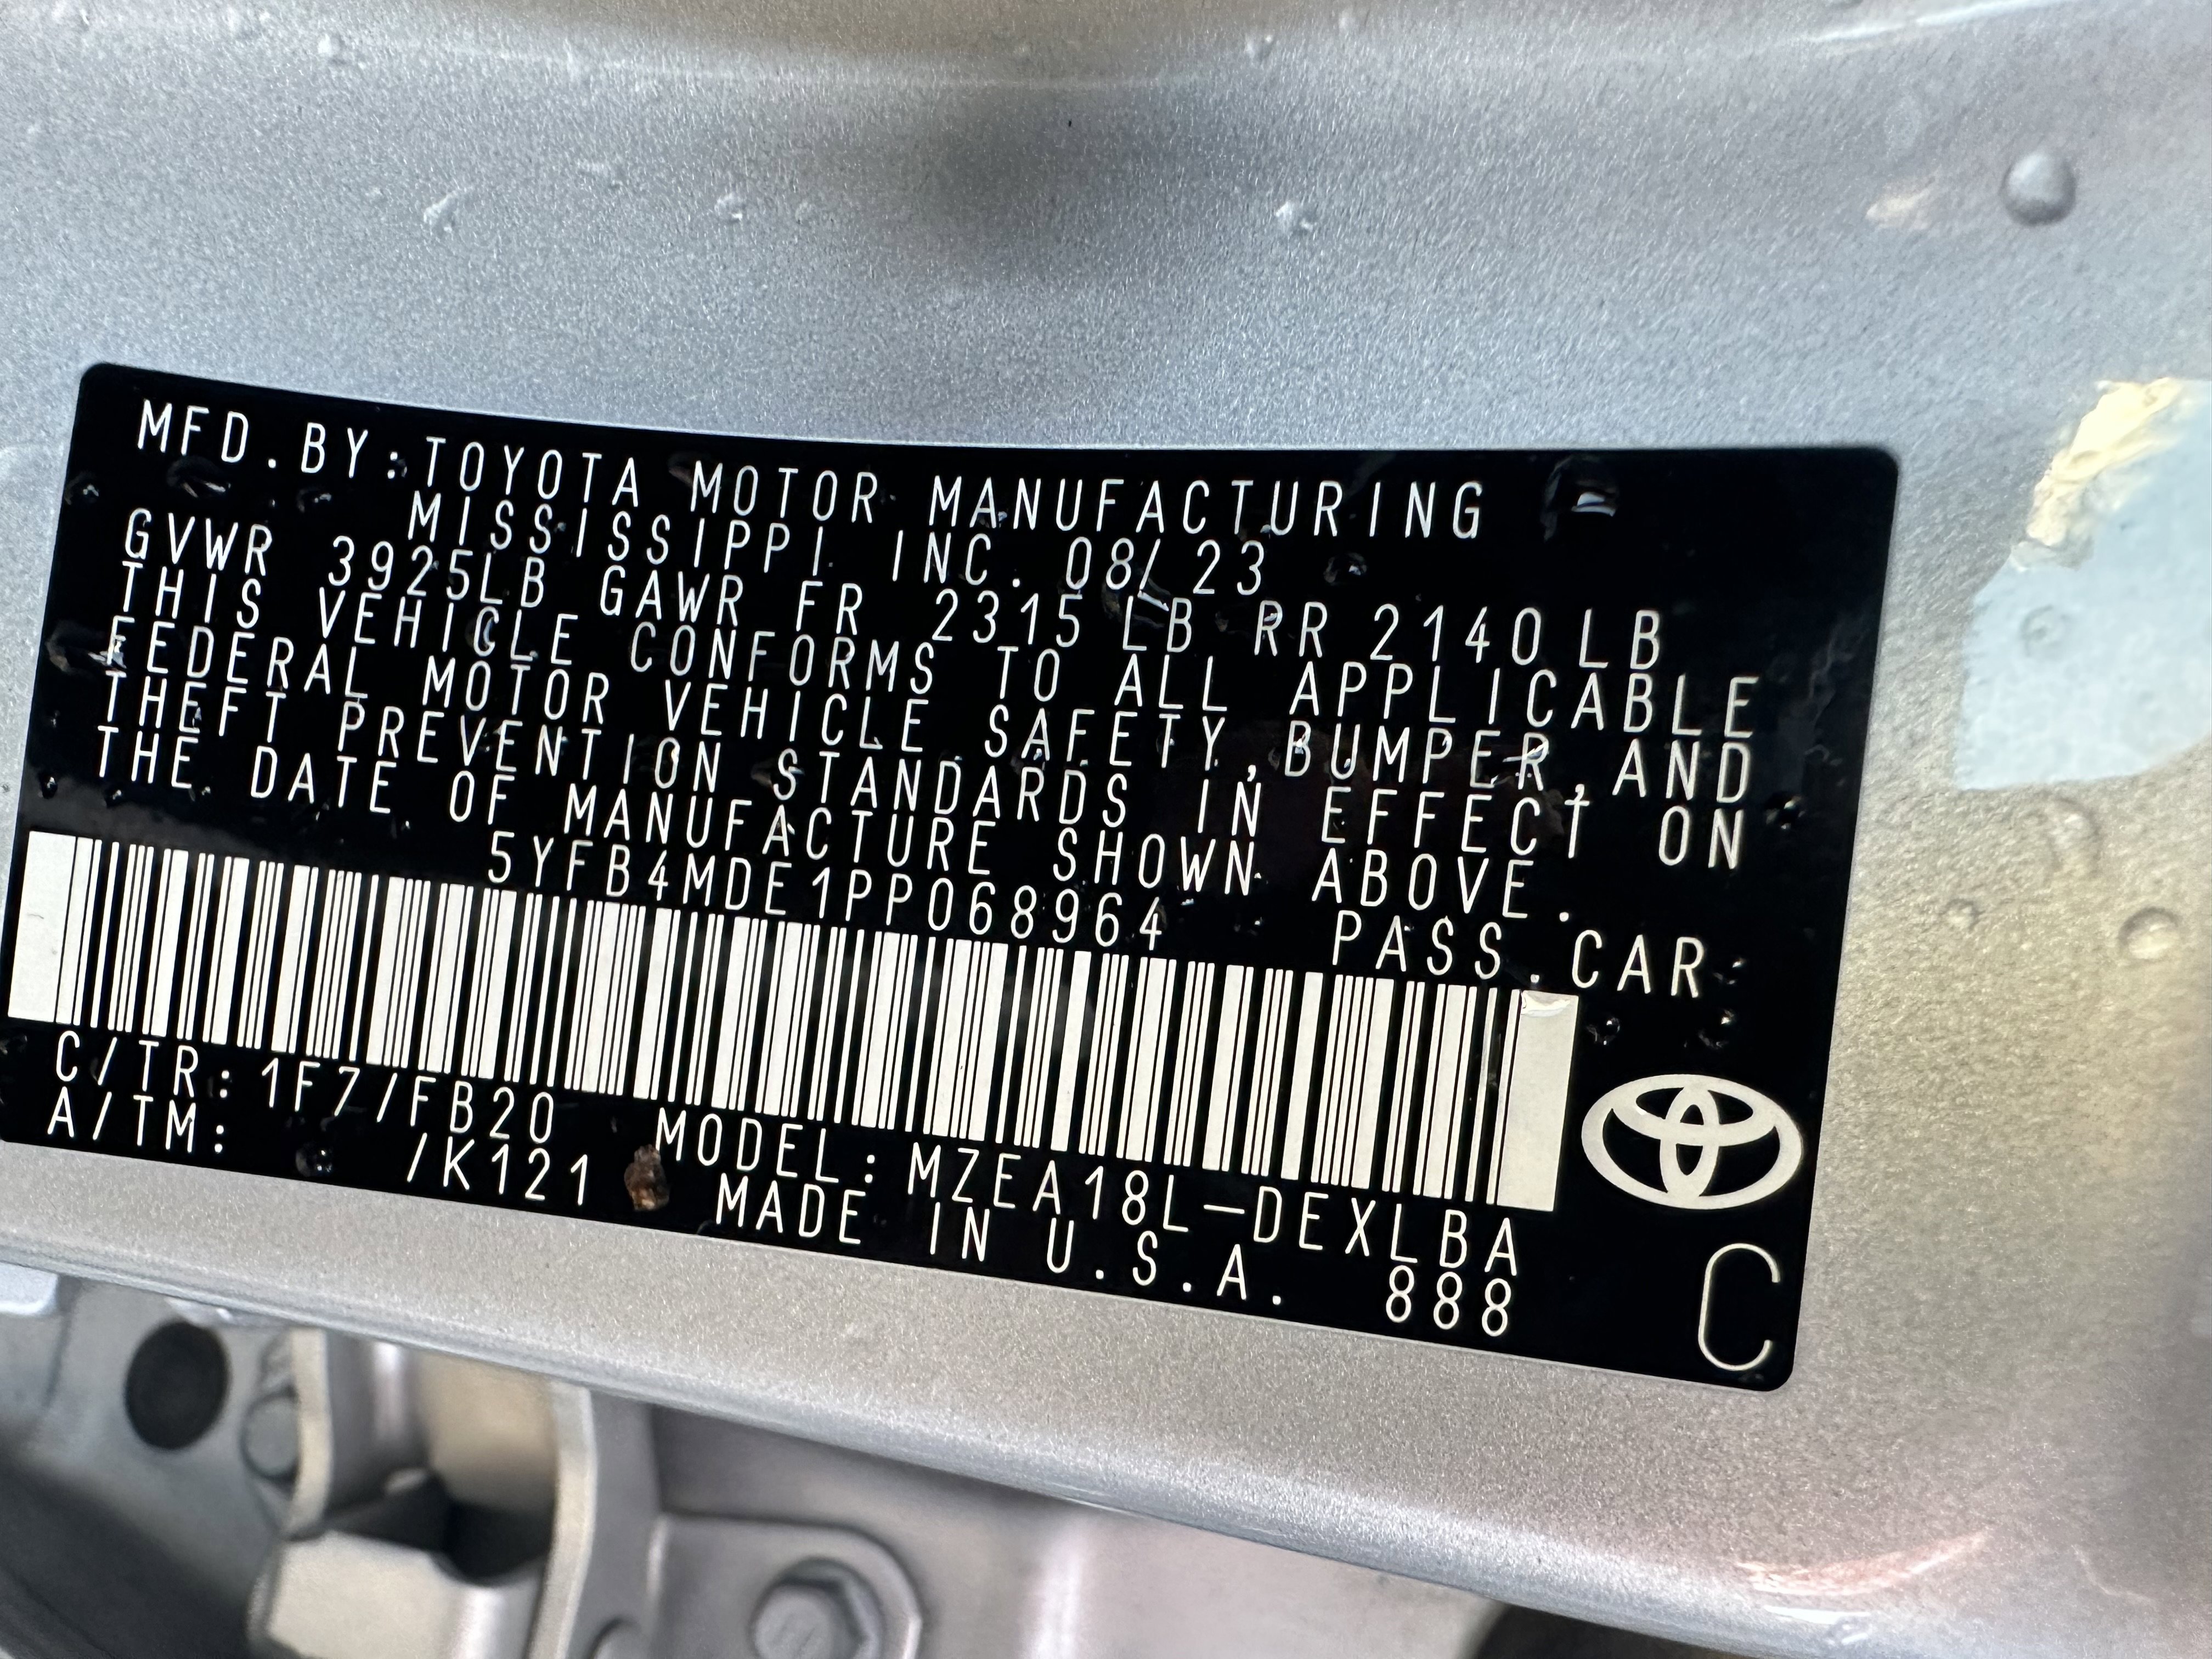 MFD.BY:TOYOTA MOTOR MANUFACTURING
MISSISSIPPI INC. 08/23
GVWR 3925LB GAWR FR 2315 LB RR 2140 LB
THIS VEHICLE CONFORMS TO ALL APPLICABLE
FEDERAL MOTOR VEHICLE SAFETY,BUMPER,AND
THEFT PREVENTION STANDARDS IN EFFECT ON
THE DATE OF MANUFACTURE SHOWN ABOVE.
5YFB4MDE1PP068964 PASS.CAR
C/TR:1F7/FB20 MODEL:MZEA18L-DEXLBA
A/TM: /K121 MADE IN U.S.A. 888
C